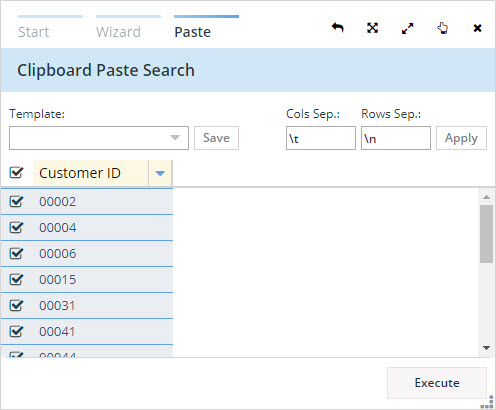 Start Wizard Paste
Clipboard Paste Search
Template: Cols Sep.: Rows Sep.:
Save \t \n Apply
Customer ID
00002
00004
00006
00015
00031
00041
00044
Execute